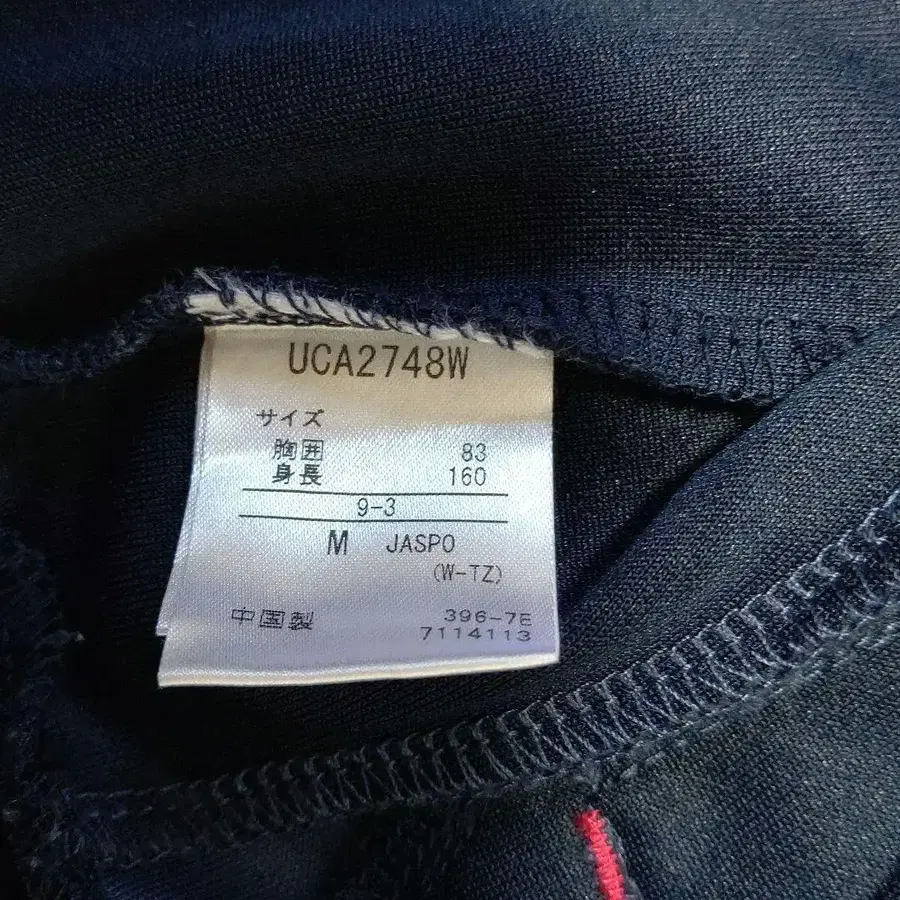 UCA2748W
サイズ
胸囲 83
身長 160
9-3
M JASPO
(W-TZ)
中国製 396-7E
7114113